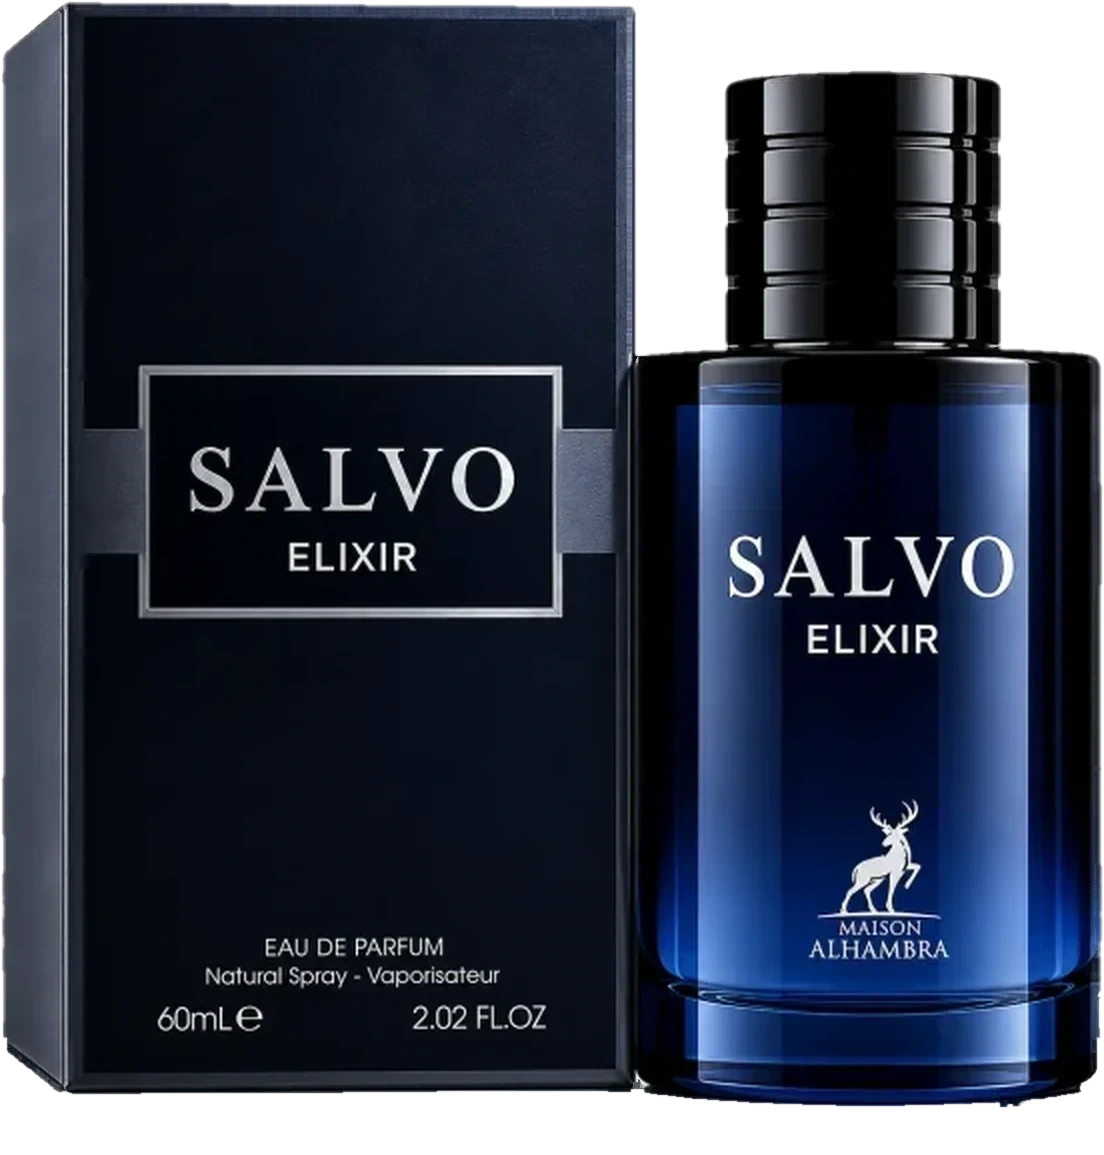 SALVO
ELIXIR
EAU DE PARFUM
Natural Spray - Vaporisateur
60mL℮ 2.02 FL.OZ
SALVO
ELIXIR
MAISON
ALHAMBRA